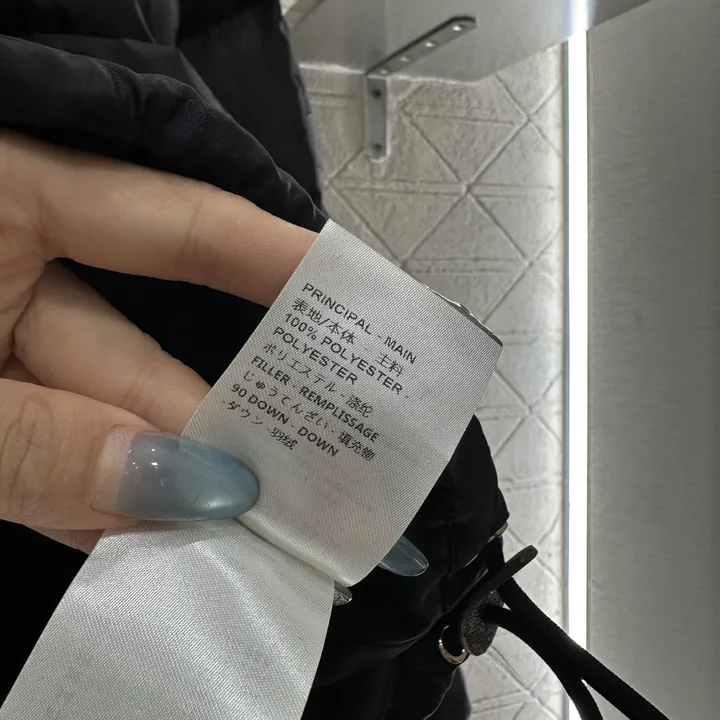 PRINCIPAL - MAIN
表地/本体 - 主料
100% POLYESTER -
POLYESTER
ポリエステル - 涤纶
FILLER - REMPLISSAGE
じゅうてんざい - 填充物
90 DOWN - DOWN
- ダウン - 羽绒